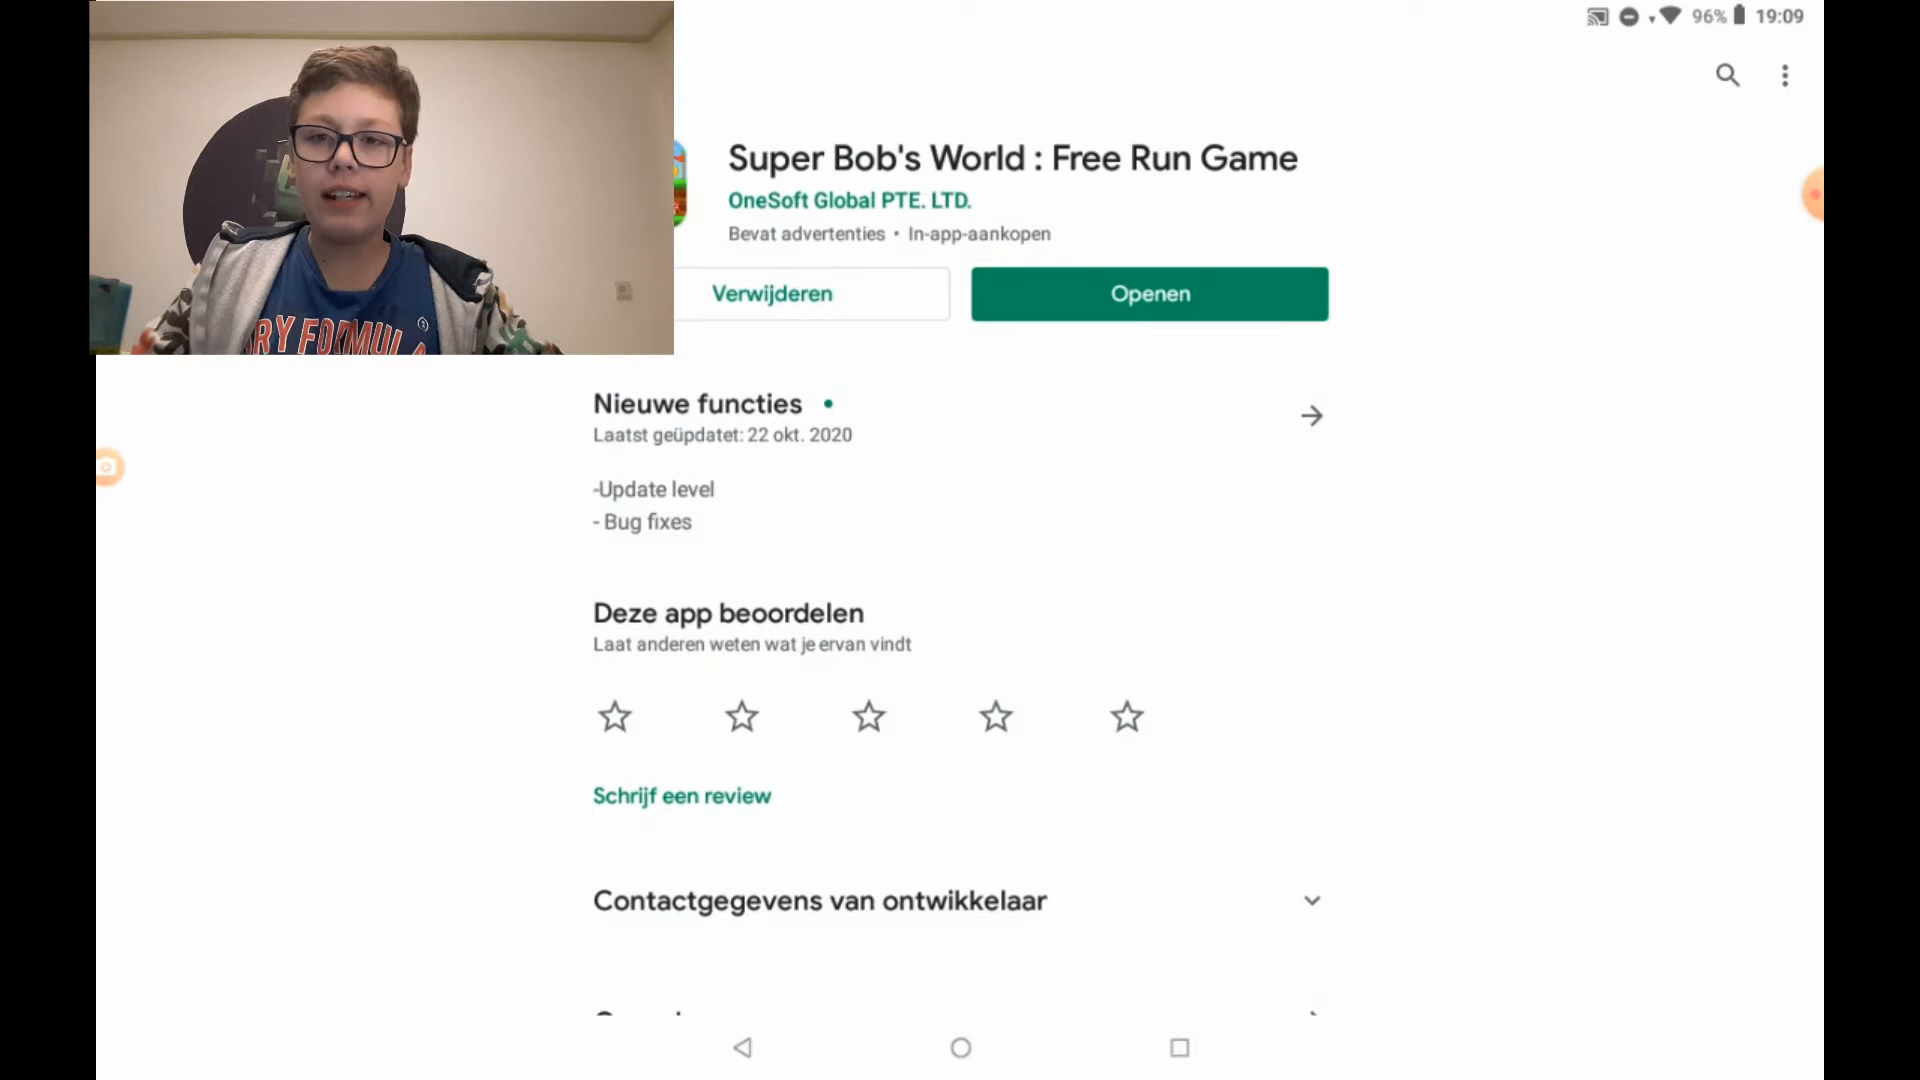 96% 19:09
Super Bob's World : Free Run Game
OneSoft Global PTE. LTD.
Bevat advertenties • In-app-aankopen
Verwijderen
Openen
RY FORMULA
Nieuwe functies •
Laatst geüpdatet: 22 okt. 2020
-Update level
- Bug fixes
Deze app beoordelen
Laat anderen weten wat je ervan vindt
Schrijf een review
Contactgegevens van ontwikkelaar